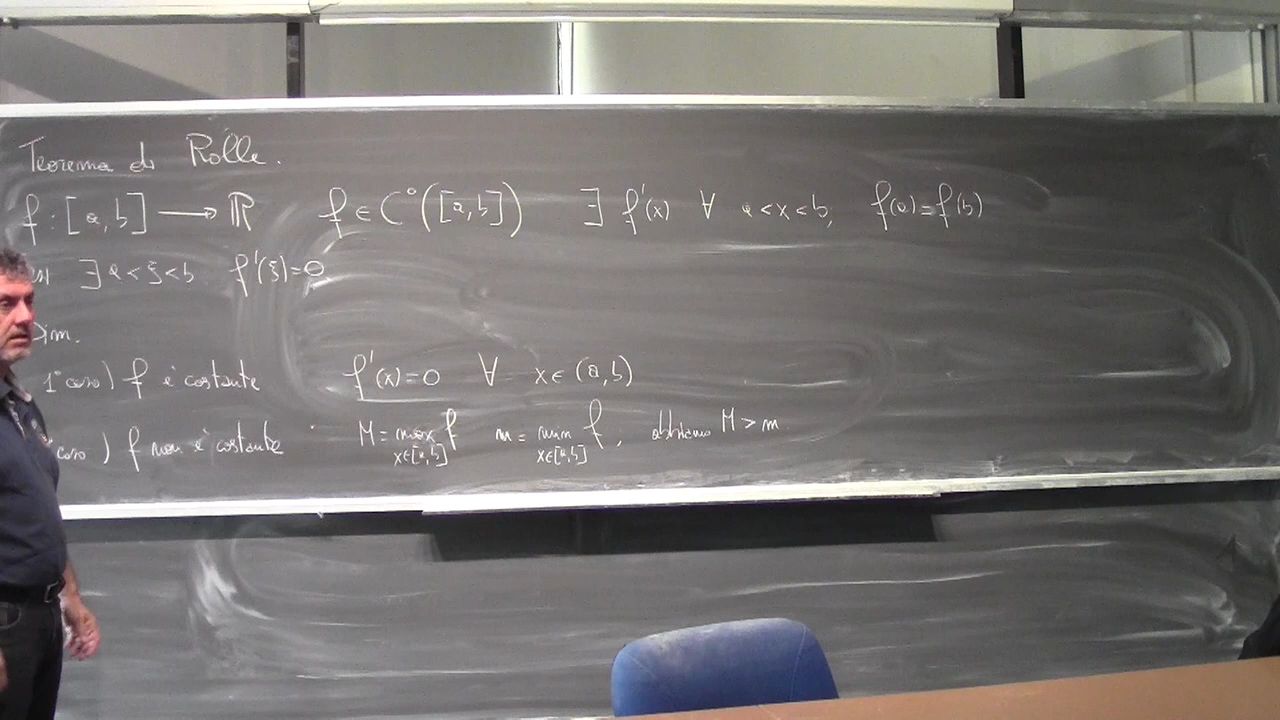 Teorema di Rolle.
f : [a, b] ⟶ ℝ f ∈ C°([a, b]) ∃ f'(x) ∀ a < x < b, f(a) = f(b)
∃ a < ξ < b f'(ξ) = 0
Dim.
1° caso) f è costante f'(x) = 0 ∀ x ∈ (a, b)
caso) f non è costante M = max f m = min f ; abbiamo M > m
x∈[a,b] x∈[a,b]